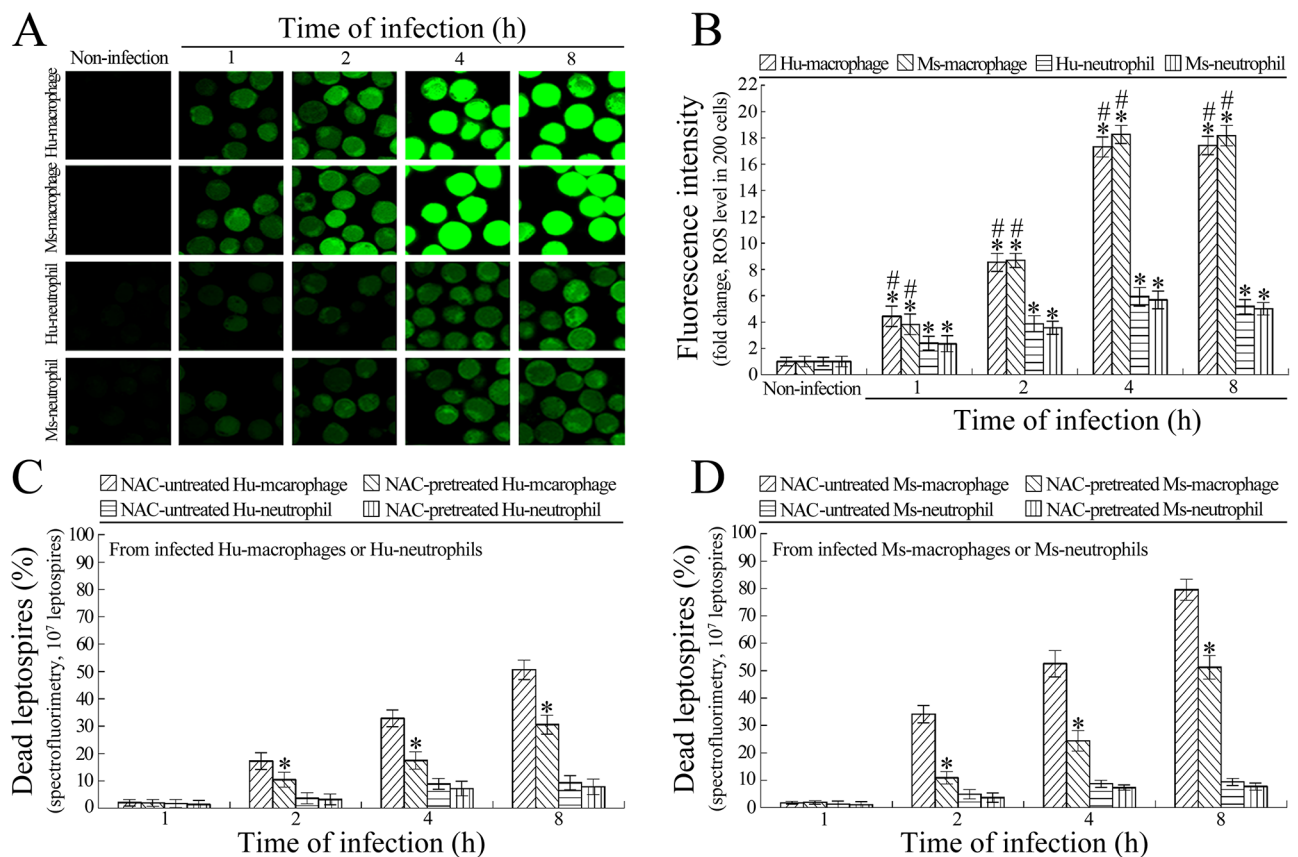 A
Time of infection (h)
Non-infection 1 2 4 8
Hu-macrophage
Ms-macrophage
Hu-neutrophil
Ms-neutrophil
B
Hu-macrophage Ms-macrophage Hu-neutrophil Ms-neutrophil
Fluorescence intensity
(fold change, ROS level in 200 cells)
22
20
18
16
14
12
10
8
6
4
2
0
# # # # # # # #
* * * * * * * * * * * * * * * *
Non-infection 1 2 4 8
Time of infection (h)
C
NAC-untreated Hu-mcarophage NAC-pretreated Hu-mcarophage
NAC-untreated Hu-neutrophil NAC-pretreated Hu-neutrophil
From infected Hu-macrophages or Hu-neutrophils
Dead leptospires (%)
(spectrofluorimetry, 10⁷ leptospires)
100
90
80
70
60
50
40
30
20
10
0
* * *
1 2 4 8
Time of infection (h)
D
NAC-untreated Ms-macrophage NAC-pretreated Ms-macrophage
NAC-untreated Ms-neutrophil NAC-pretreated Ms-neutrophil
From infected Ms-macrophages or Ms-neutrophils
Dead leptospires (%)
(spectrofluorimetry, 10⁷ leptospires)
100
90
80
70
60
50
40
30
20
10
0
* * *
1 2 4 8
Time of infection (h)